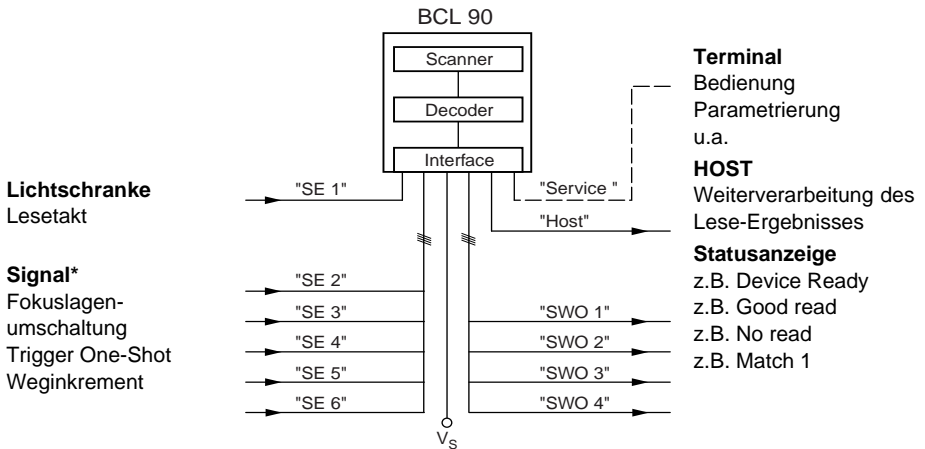 BCL 90
Scanner
Decoder
Interface
Lichtschranke
Lesetakt
"SE 1"
Signal*
Fokuslagen-
umschaltung
Trigger One-Shot
Weginkrement
"SE 2"
"SE 3"
"SE 4"
"SE 5"
"SE 6"
VS
"Service "
"Host"
"SWO 1"
"SWO 2"
"SWO 3"
"SWO 4"
Terminal
Bedienung
Parametrierung
u.a.
HOST
Weiterverarbeitung des
Lese-Ergebnisses
Statusanzeige
z.B. Device Ready
z.B. Good read
z.B. No read
z.B. Match 1